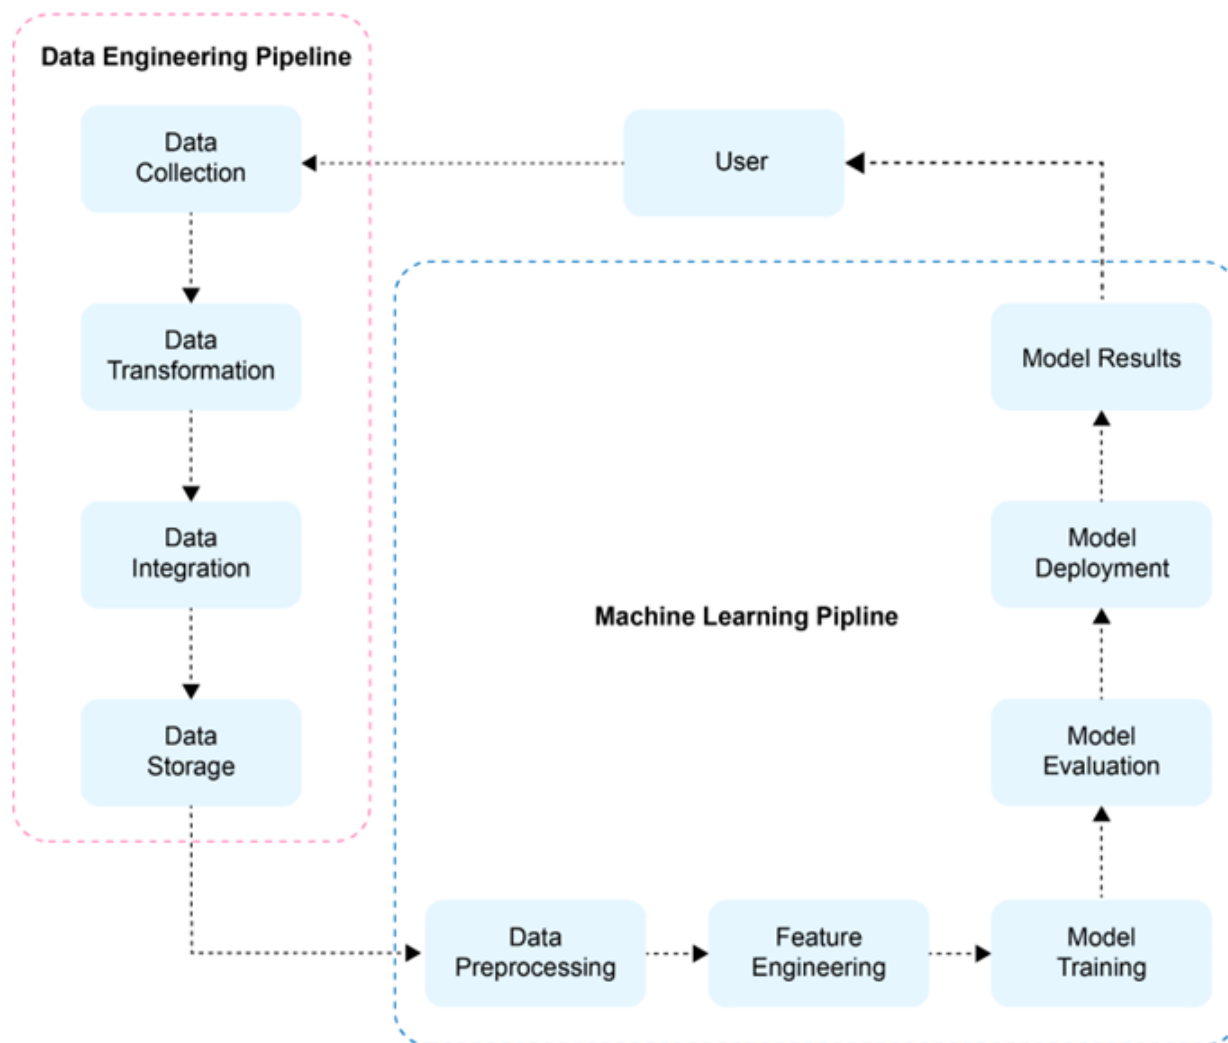 Data Engineering Pipeline
Data
Collection
User
Data
Transformation
Model Results
Data
Integration
Model
Deployment
Machine Learning Pipline
Data
Storage
Model
Evaluation
Data
Preprocessing
Feature
Engineering
Model
Training